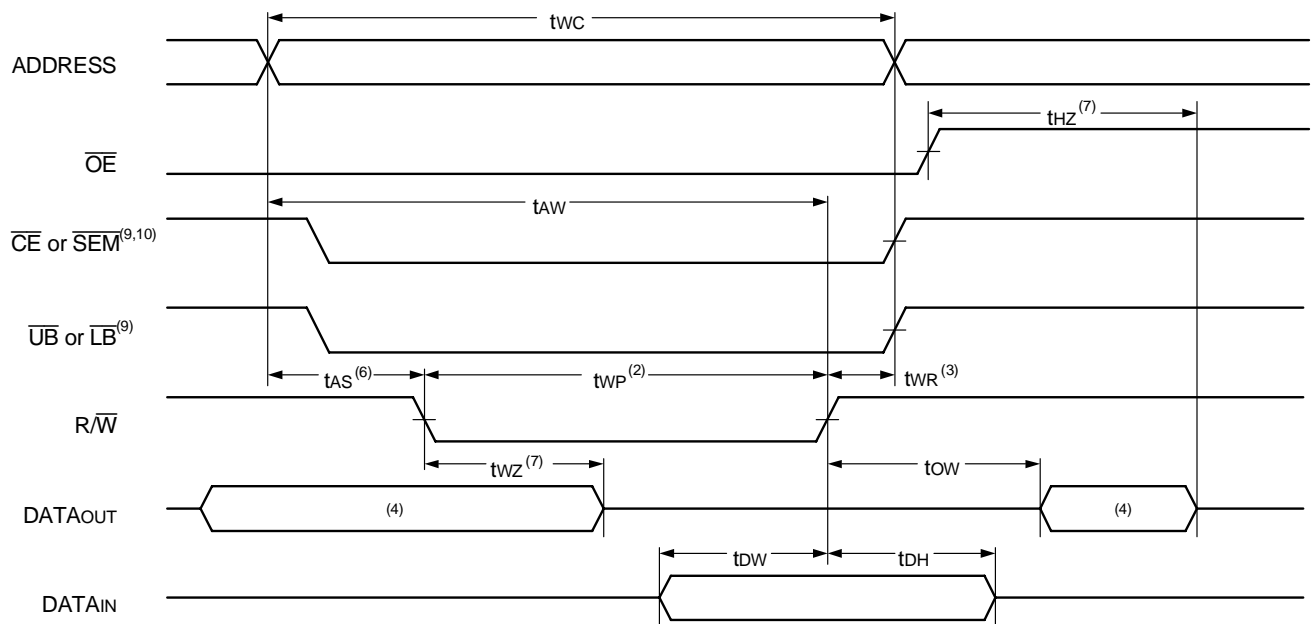 tWC
ADDRESS
tHZ(7)
OE
tAW
CE or SEM(9,10)
UB or LB(9)
tAS(6) tWP(2) tWR(3)
R/W
tWZ(7) tOW
DATAOUT (4) (4)
tDW tDH
DATAIN